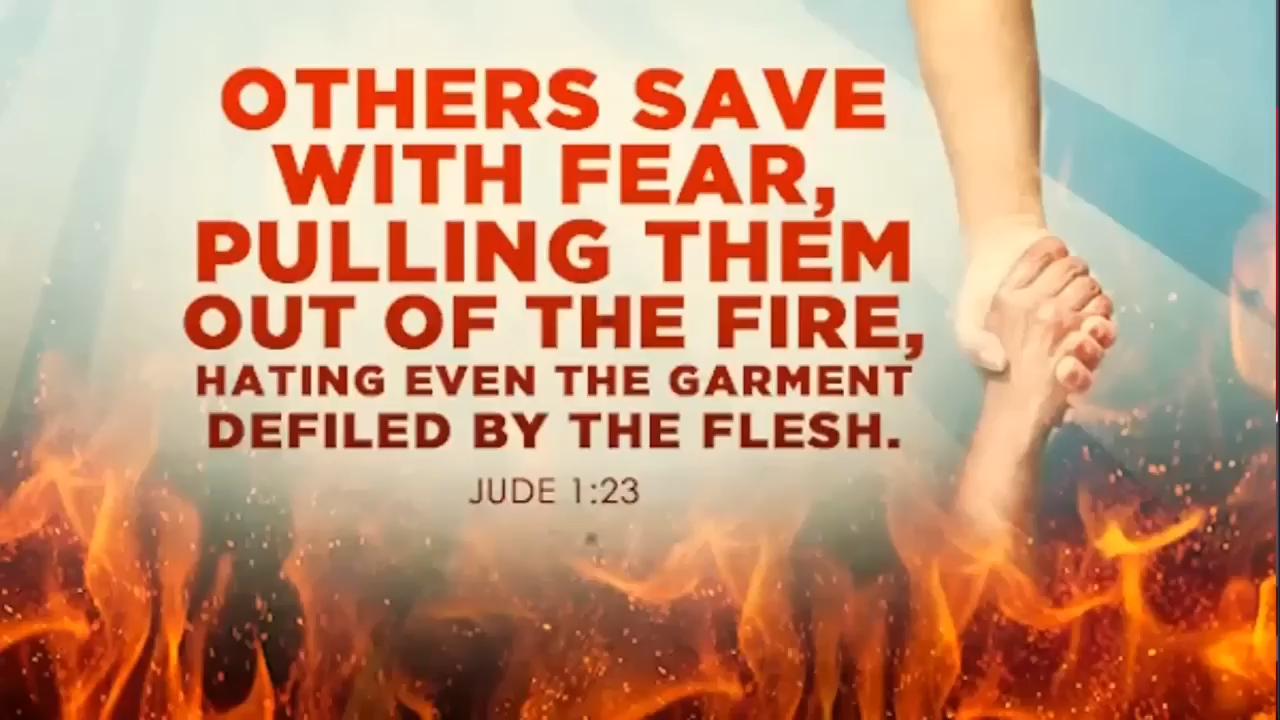 OTHERS SAVE
WITH FEAR,
PULLING THEM
OUT OF THE FIRE,
HATING EVEN THE GARMENT
DEFILED BY THE FLESH.
JUDE 1:23